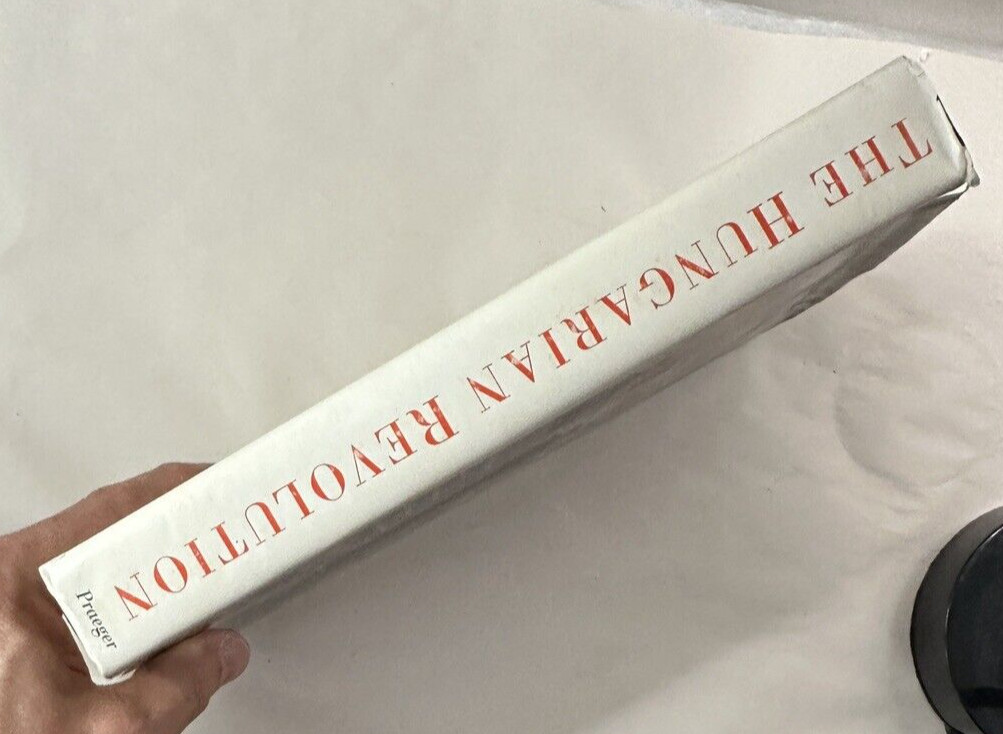 THE HUNGARIAN REVOLUTION
Praeger